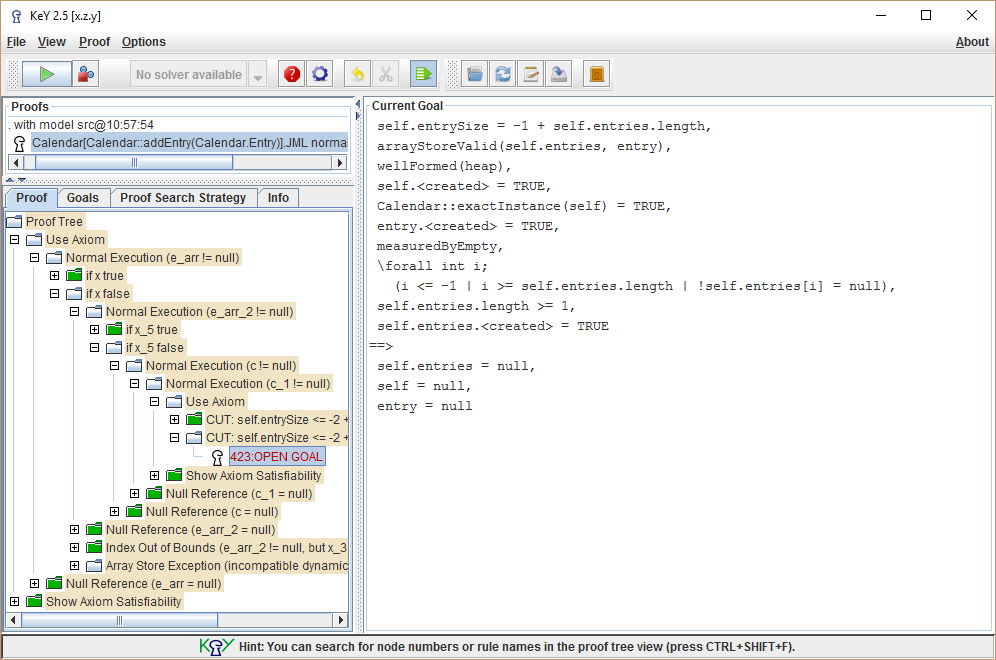 KeY 2.5 [x.z.y]
File View Proof Options About
No solver available
Proofs
. with model src@10:57:54
Calendar[Calendar::addEntry(Calendar.Entry)].JML norma
Proof Goals Proof Search Strategy Info
Proof Tree
Use Axiom
Normal Execution (e_arr != null)
if x true
if x false
Normal Execution (e_arr_2 != null)
if x_5 true
if x_5 false
Normal Execution (c != null)
Normal Execution (c_1 != null)
Use Axiom
CUT: self.entrySize <= -2 +
CUT: self.entrySize <= -2 +
423:OPEN GOAL
Show Axiom Satisfiability
Null Reference (c_1 = null)
Null Reference (c = null)
Null Reference (e_arr_2 = null)
Index Out of Bounds (e_arr_2 != null, but x_3
Array Store Exception (incompatible dynamic
Null Reference (e_arr = null)
Show Axiom Satisfiability
Current Goal
self.entrySize = -1 + self.entries.length,
arrayStoreValid(self.entries, entry),
wellFormed(heap),
self.<created> = TRUE,
Calendar::exactInstance(self) = TRUE,
entry.<created> = TRUE,
measuredByEmpty,
\forall int i;
(i <= -1 | i >= self.entries.length | !self.entries[i] = null),
self.entries.length >= 1,
self.entries.<created> = TRUE
==>
self.entries = null,
self = null,
entry = null
KeY Hint: You can search for node numbers or rule names in the proof tree view (press CTRL+SHIFT+F).